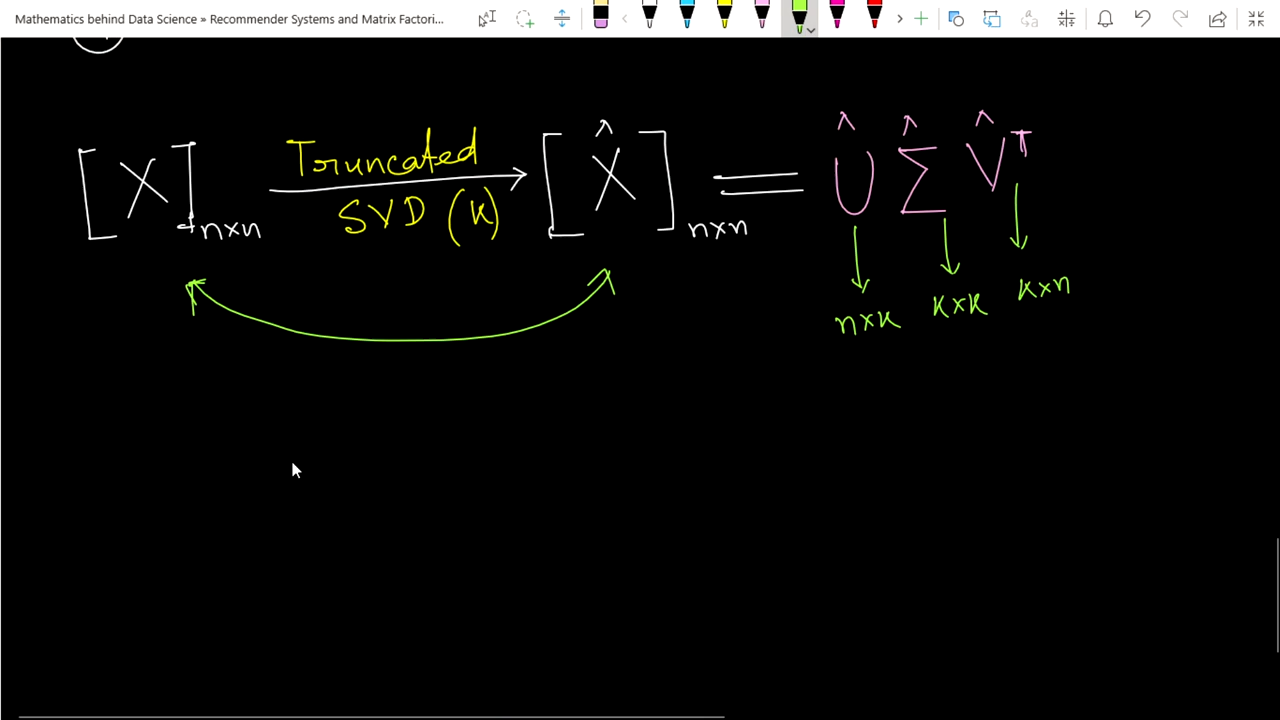 Mathematics behind Data Science » Recommender Systems and Matrix Factori...
[X]n×n Truncated SVD (k) [X̂]n×n = Û Σ̂ V̂ᵀ
n×k k×k k×n